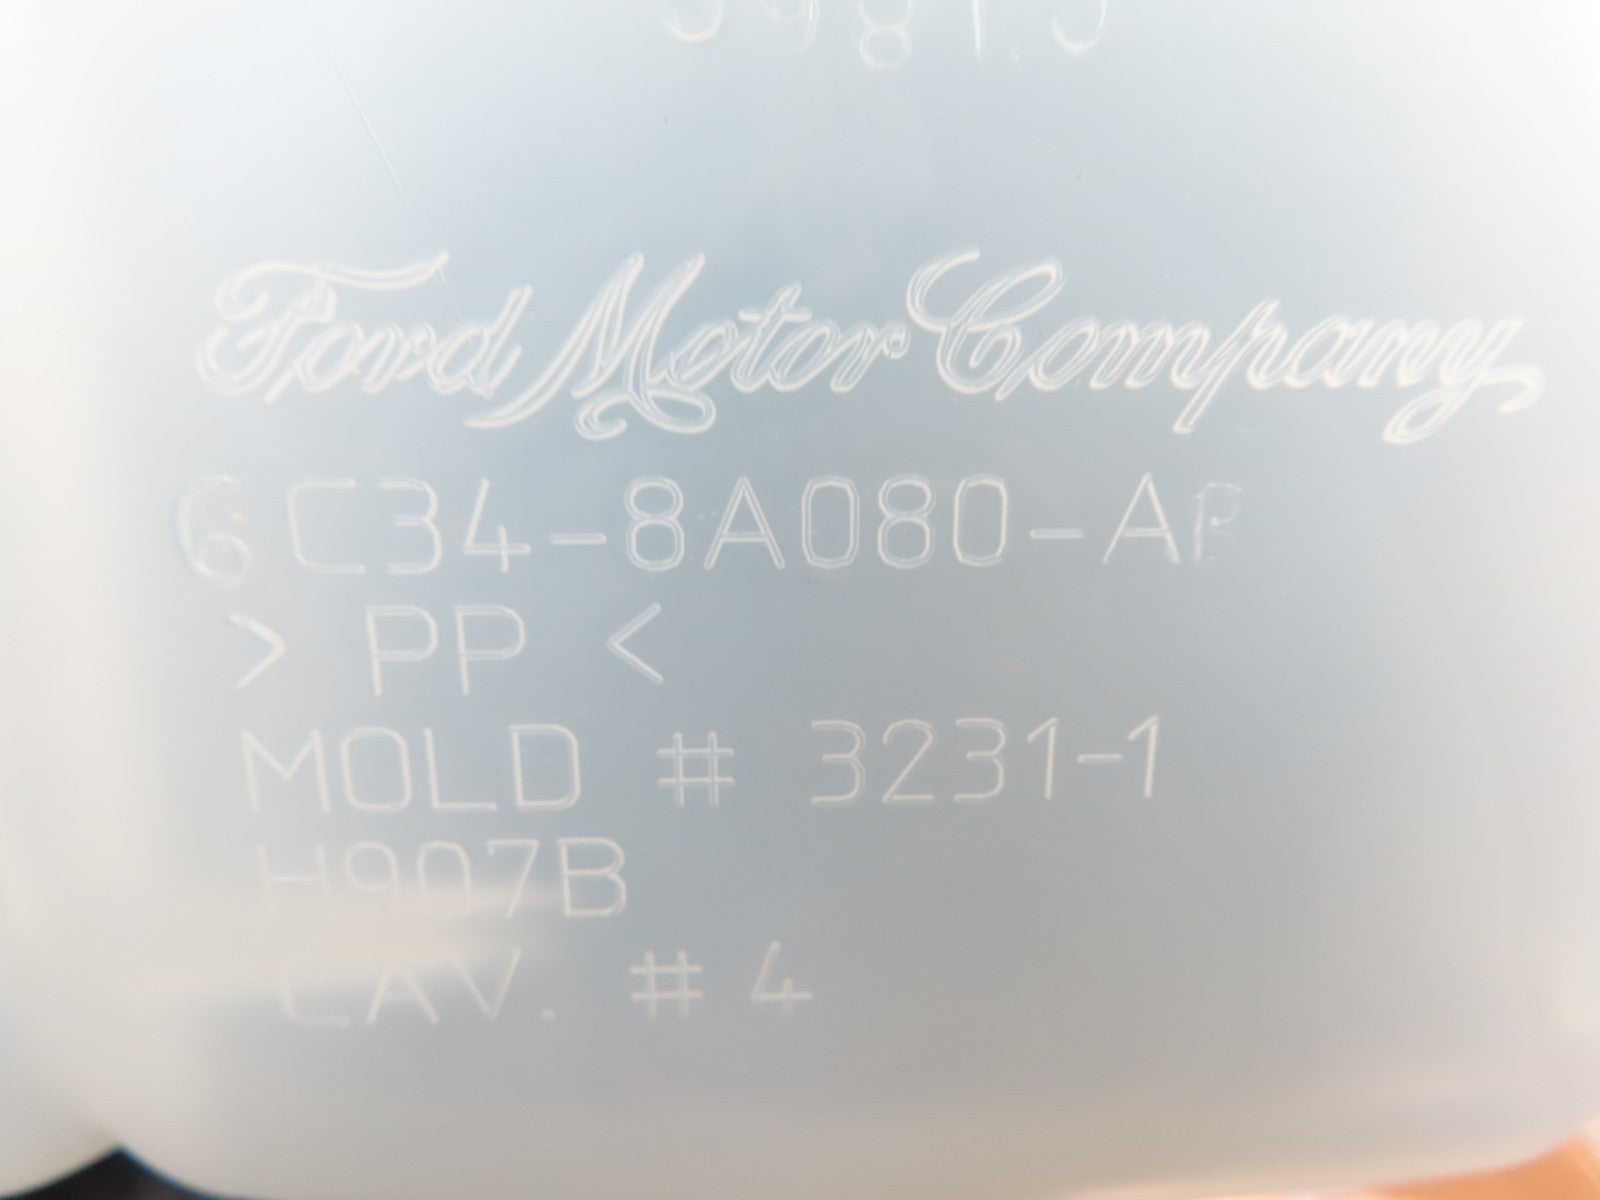 Ford Motor Company
6C34-8A080-AB
> PP <
MOLD # 3231-1
H907B
CAV. # 4